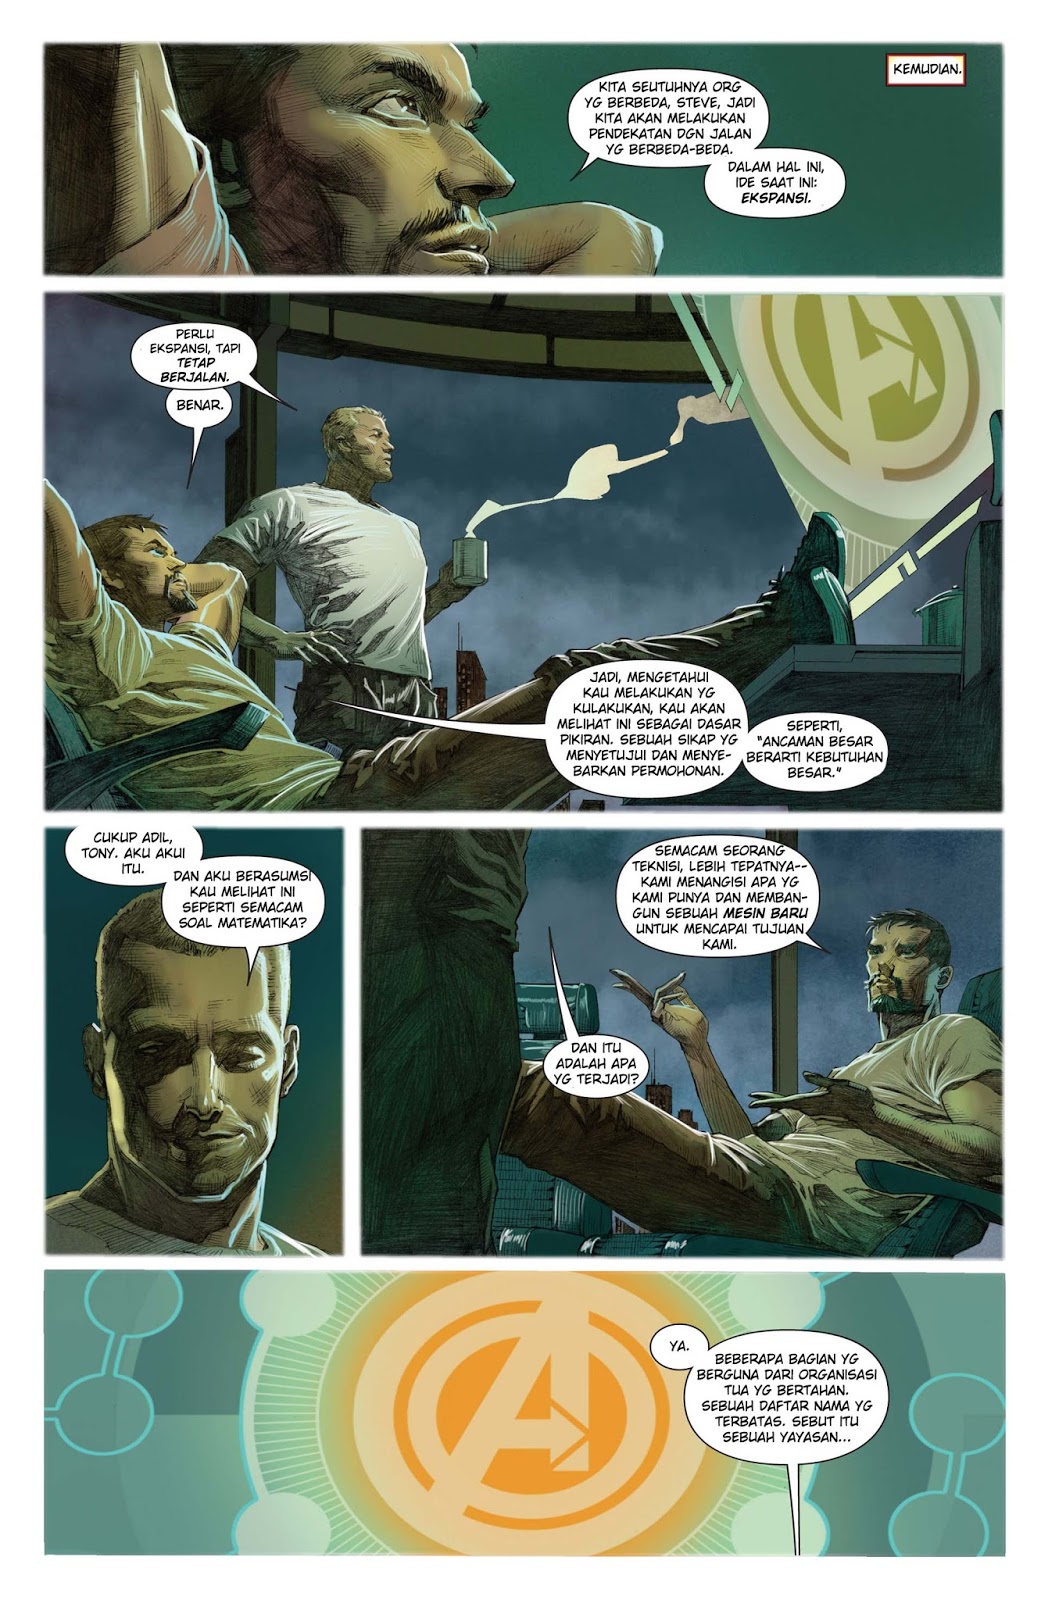 KEMUDIAN.
KITA SEUTUHNYA ORG
YG BERBEDA, STEVE, JADI
KITA AKAN MELAKUKAN
PENDEKATAN DGN JALAN
YG BERBEDA-BEDA.
DALAM HAL INI,
IDE SAAT INI:
EKSPANSI.
PERLU
EKSPANSI, TAPI
TETAP
BERJALAN.
BENAR.
JADI, MENGETAHUI
KAU MELAKUKAN YG
KULAKUKAN, KAU AKAN
MELIHAT INI SEBAGAI DASAR
PIKIRAN. SEBUAH SIKAP YG
MENYETUJUI DAN MENYE-
BARKAN PERMOHONAN.
SEPERTI,
"ANCAMAN BESAR
BERARTI KEBUTUHAN
BESAR."
CUKUP ADIL,
TONY. AKU AKUI
ITU.
DAN AKU BERASUMSI
KAU MELIHAT INI
SEPERTI SEMACAM
SOAL MATEMATIKA?
SEMACAM SEORANG
TEKNISI, LEBIH TEPATNYA--
KAMI MENANGISI APA YG
KAMI PUNYA DAN MEMBAN-
GUN SEBUAH MESIN BARU
UNTUK MENCAPAI TUJUAN
KAMI.
DAN ITU
ADALAH APA
YG TERJADI?
YA.
BEBERAPA BAGIAN YG
BERGUNA DARI ORGANISASI
TUA YG BERTAHAN.
SEBUAH DAFTAR NAMA YG
TERBATAS. SEBUT ITU
SEBUAH YAYASAN...